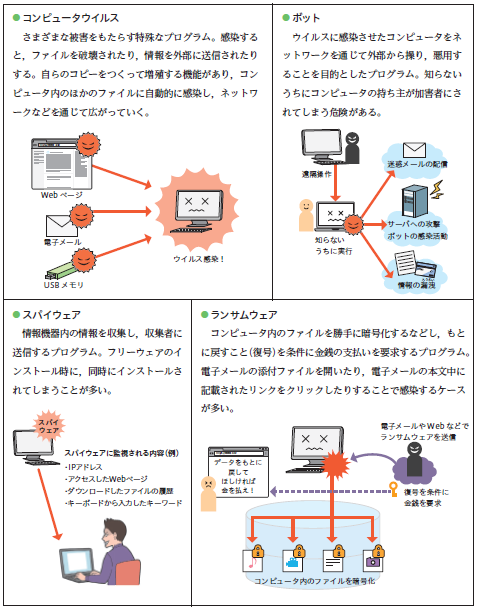 ●コンピュータウイルス
さまざまな被害をもたらす特殊なプログラム。感染する
と，ファイルを破壊されたり，情報を外部に送信されたり
する。自らのコピーをつくって増殖する機能があり，コン
ピュータ内のほかのファイルに自動的に感染し，ネットワ
ークなどを通じて広がっていく。
Webページ
電子メール
USBメモリ
ウイルス感染！
●ボット
ウイルスに感染させたコンピュータをネ
ットワークを通じて外部から操り，悪用す
ることを目的としたプログラム。知らない
うちにコンピュータの持ち主が加害者にさ
れてしまう危険がある。
遠隔操作
知らない
うちに実行
迷惑メールの配信
サーバへの攻撃
ボットの感染活動
情報の漏洩
●スパイウェア
情報機器内の情報を収集し，収集者に
送信するプログラム。フリーウェアのイ
ンストール時に，同時にインストールさ
れてしまうことが多い。
スパイ
ウェア
スパイウェアに監視される内容(例)
・IPアドレス
・アクセスしたWebページ
・ダウンロードしたファイルの履歴
・キーボードから入力したキーワード
●ランサムウェア
コンピュータ内のファイルを勝手に暗号化するなどし，もと
に戻すこと(復号)を条件に金銭の支払いを要求するプログラム。
電子メールの添付ファイルを開いたり，電子メールの本文中に
記載されたリンクをクリックしたりすることで感染するケース
が多い。
電子メールやWebなどで
ランサムウェアを送信
データをもとに
戻して
ほしければ
金を払え！
復号を条件に
金銭を要求
コンピュータ内のファイルを暗号化